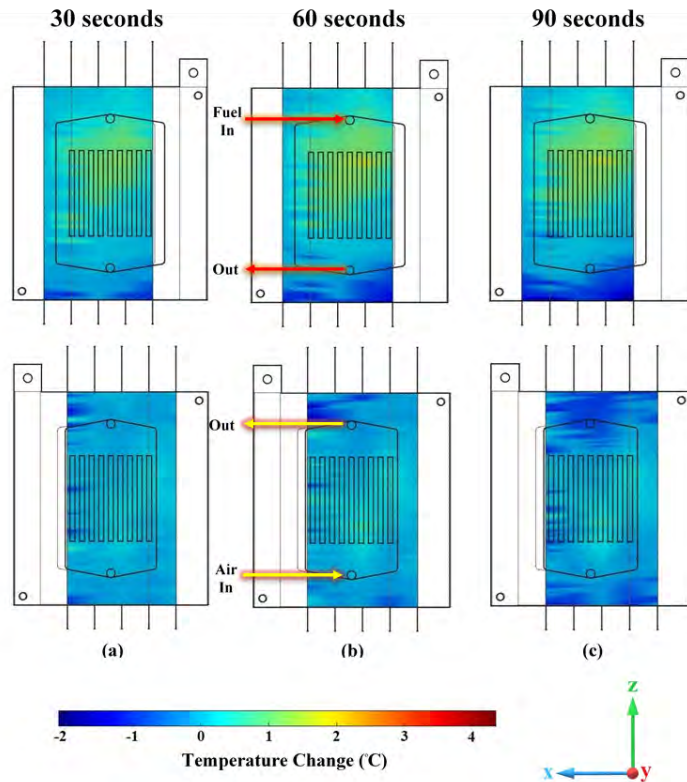 30 seconds 60 seconds 90 seconds
Fuel
In
Out
Out
Air
In
(a) (b) (c)
-2 -1 0 1 2 3 4
Temperature Change (°C)
z
x y